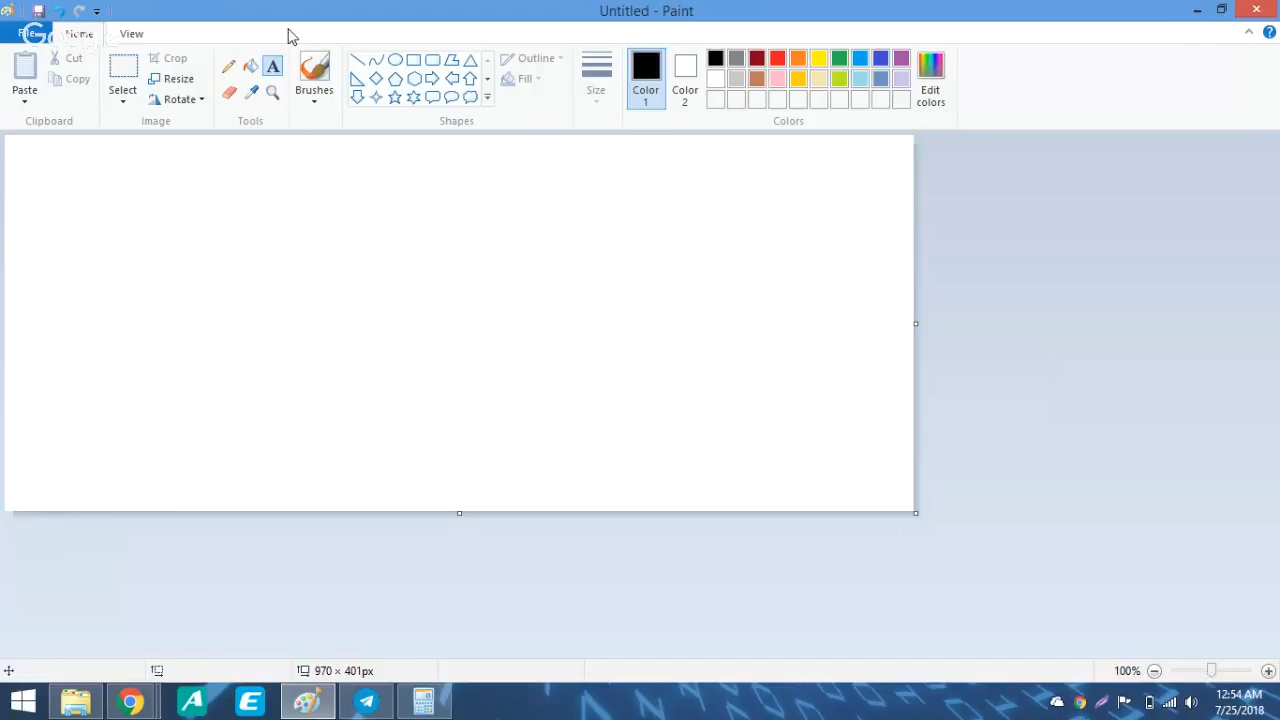 Untitled - Paint
File Home View
Paste
Cut
Copy
Clipboard
Select
Crop
Resize
Rotate
Image
A
Tools
Brushes
Shapes
Outline
Fill
Size
Color 1
Color 2
Edit colors
Colors
970 × 401px
100%
A E
12:54 AM
7/25/2018